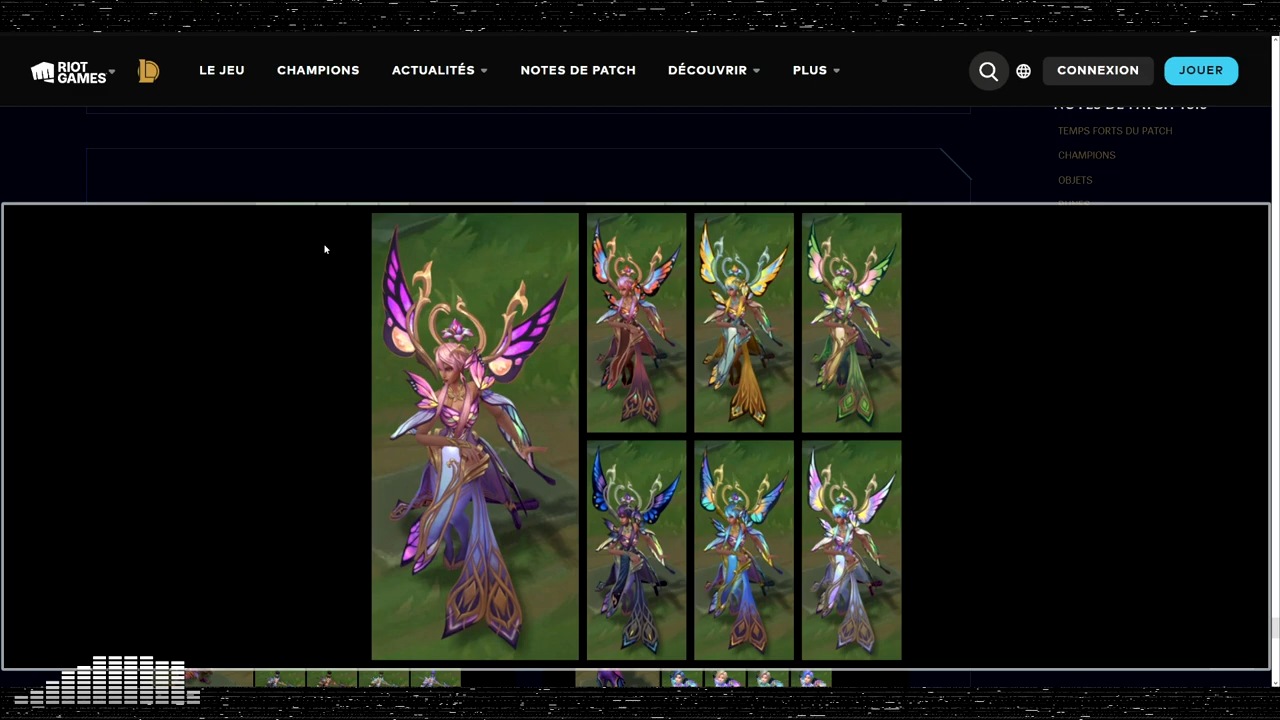 RIOT GAMES
LE JEU
CHAMPIONS
ACTUALITÉS
NOTES DE PATCH
DÉCOUVRIR
PLUS
CONNEXION
JOUER
TEMPS FORTS DU PATCH
CHAMPIONS
OBJETS